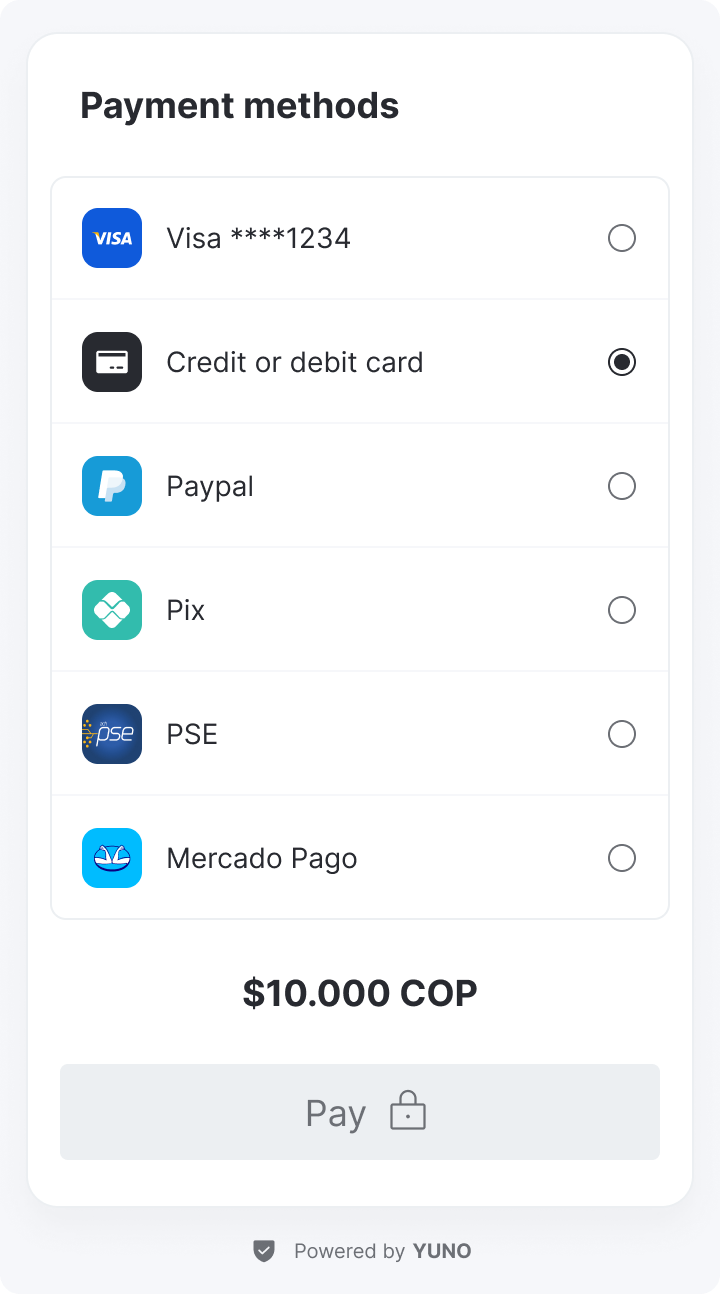 Payment methods
VISA
Visa ****1234
Credit or debit card
Paypal
Pix
pse
PSE
Mercado Pago
$10.000 COP
Pay
Powered by YUNO